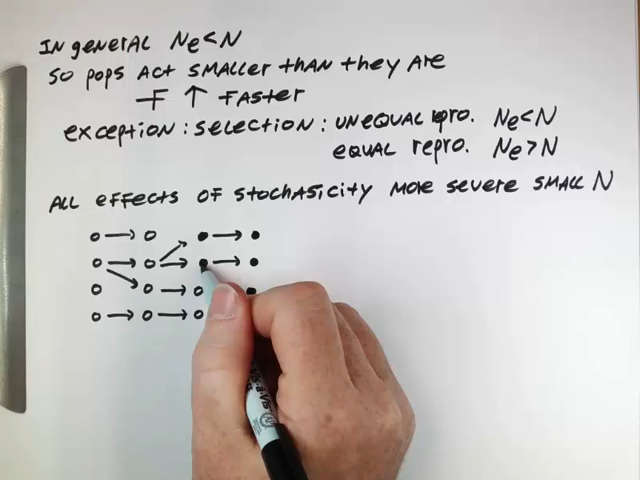 IN general Ne < N
SO POPS ACT SMALLER THAN they ARE
F ↑ FASTER
exception : selection : unequal repro. Ne < N
equal repro. Ne > N
ALL effects OF stochasicity more severe small N